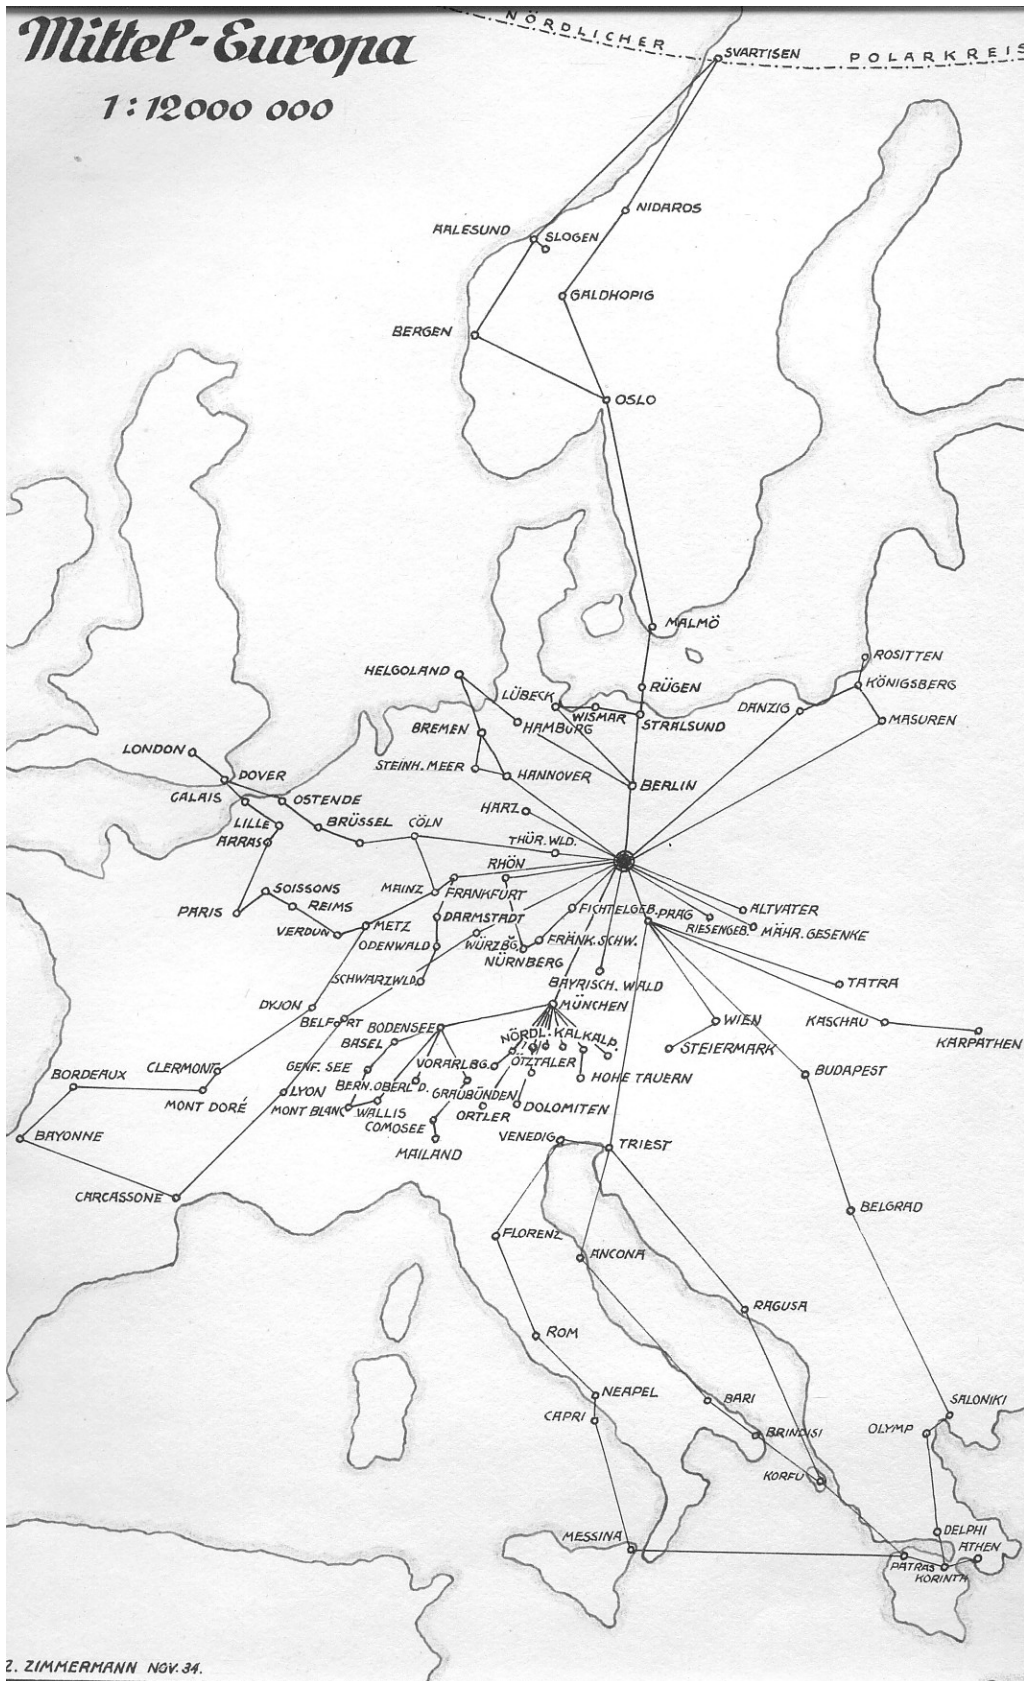 Mittel-Europa
1:12000 000
NÖRDLICHER POLARKREIS
SVARTISEN
NIDAROS
AALESUND
SLOGEN
GALDHOPIG
BERGEN
OSLO
MALMÖ
ROSITTEN
HELGOLAND
RÜGEN
KÖNIGSBERG
LÜBECK
WISMAR
STRALSUND
DANZIG
MASUREN
BREMEN
HAMBURG
LONDON
STEINH. MEER
HANNOVER
BERLIN
DOVER
CALAIS
OSTENDE
HARZ
LILLE
BRÜSSEL
CÖLN
ARRAS
THÜR. WLD.
RHÖN
SOISSONS
MAINZ
FRANKFURT
PARIS
REIMS
DARMSTADT
FICHTELGEB.
PRAG
ALTVATER
RIESENGEB.
MÄHR. GESENKE
VERDUN
METZ
ODENWALD
WÜRZBG.
FRÄNK. SCHW.
NÜRNBERG
SCHWARZWLD.
BAYRISCH. WALD
TATRA
DYJON
MÜNCHEN
BELFORT
BODENSEE
WIEN
KASCHAU
BASEL
NÖRDL. KALKALP.
STEIERMARK
KARPATHEN
CLERMONT
GENF. SEE
VORARLBG.
ÖTZTALER
BORDEAUX
BERN. OBERL D.
HOHE TAUERN
BUDAPEST
MONT DORÉ
LYON
GRAUBÜNDEN
MONT BLANC
WALLIS
ORTLER
DOLOMITEN
COMOSEE
BAYONNE
MAILAND
VENEDIG
TRIEST
CARCASSONE
BELGRAD
FLORENZ
ANCONA
RAGUSA
ROM
NEAPEL
BARI
SALONIKI
CAPRI
BRINDISI
OLYMP
KORFU
MESSINA
DELPHI
ATHEN
PATRAS
KORINTH
Z. ZIMMERMANN NOV. 34.